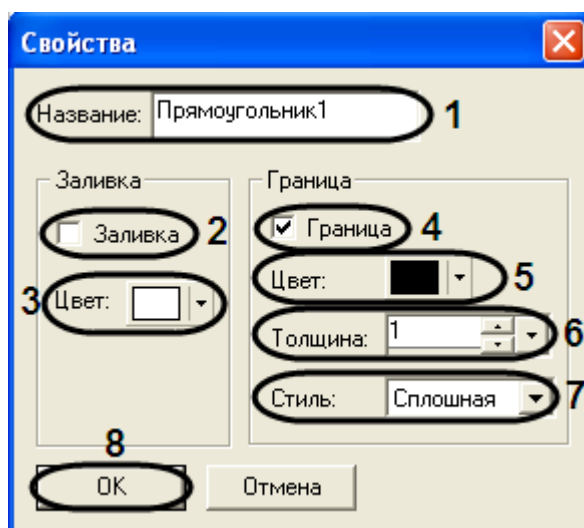 Свойства
Название: Прямоугольник1 1
Заливка
Заливка 2
3 Цвет:
Граница
Граница 4
Цвет: 5
Толщина: 1 6
Стиль: Сплошная 7
8
OK Отмена